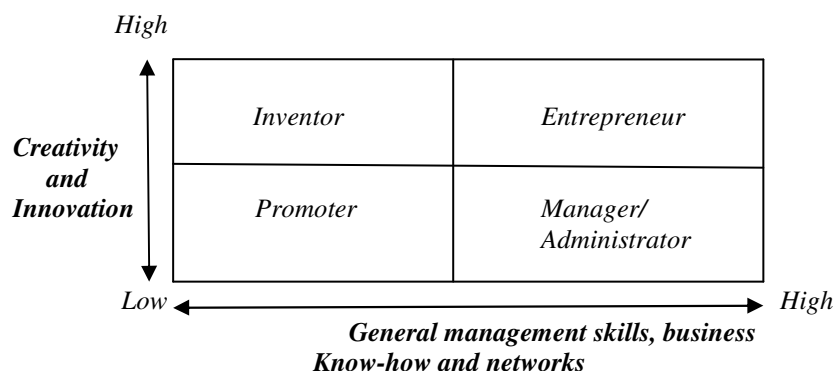 High
Inventor Entrepreneur
Creativity
and
Innovation
Promoter Manager/
Administrator
Low High
General management skills, business
Know-how and networks